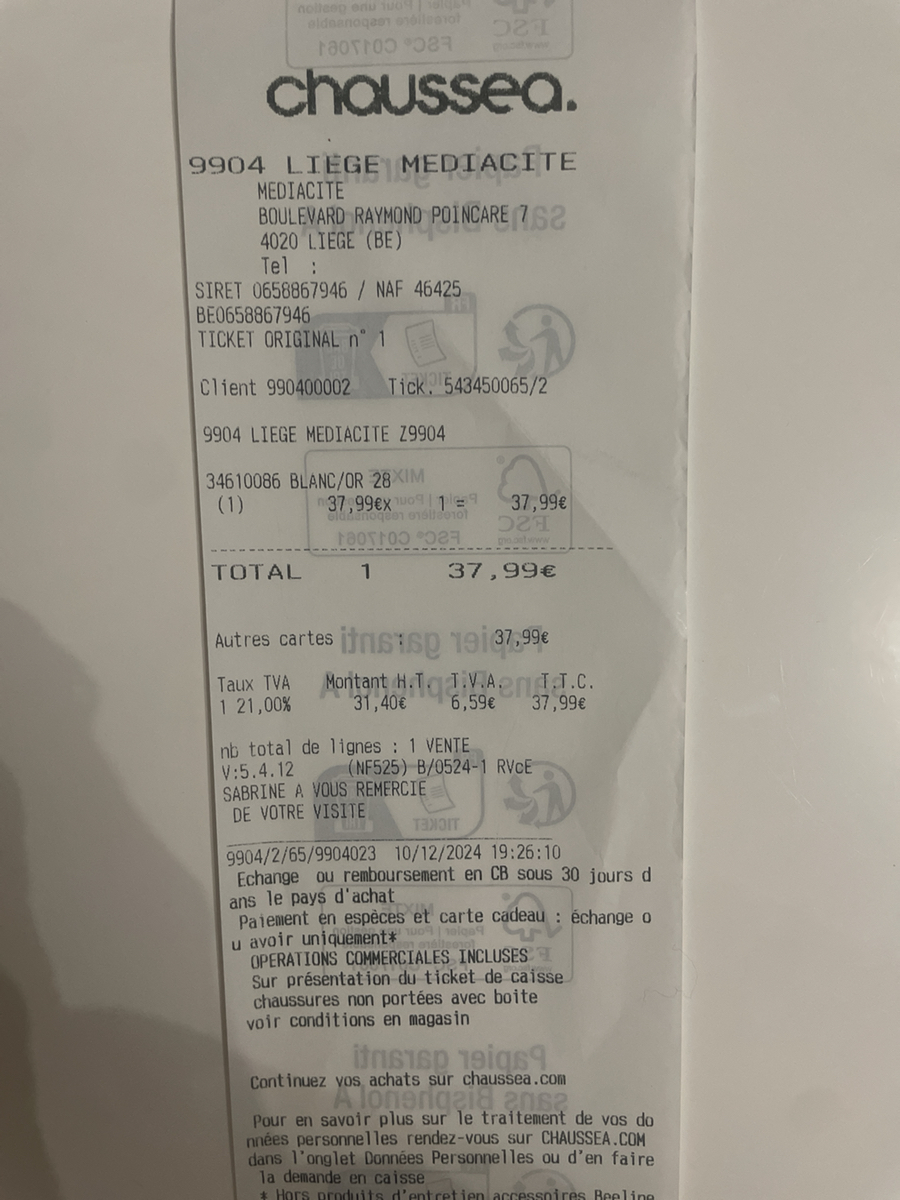 chaussea.
9904 LIEGE MEDIACITE
MEDIACITE
BOULEVARD RAYMOND POINCARE 7
4020 LIEGE (BE)
Tel :
SIRET 0658867946 / NAF 46425
BE0658867946
TICKET ORIGINAL n° 1
Client 990400002 Tick. 543450065/2
9904 LIEGE MEDIACITE Z9904
34610086 BLANC/OR 28
(1) 37,99€x 1 = 37,99€
TOTAL 1 37,99€
Autres cartes : 37,99€
Taux TVA Montant H.T. T.V.A. T.T.C.
1 21,00% 31,40€ 6,59€ 37,99€
nb total de lignes : 1 VENTE
V:5.4.12 (NF525) B/0524-1 RVcE
SABRINE A VOUS REMERCIE
DE VOTRE VISITE
9904/2/65/9904023 10/12/2024 19:26:10
Echange ou remboursement en CB sous 30 jours d
ans le pays d'achat
Paiement en espèces et carte cadeau : échange o
u avoir uniquement*
OPERATIONS COMMERCIALES INCLUSES
Sur présentation du ticket de caisse
chaussures non portées avec boite
voir conditions en magasin
Continuez vos achats sur chaussea.com
Pour en savoir plus sur le traitement de vos do
nnées personnelles rendez-vous sur CHAUSSEA.COM
dans l'onglet Données Personnelles ou d'en faire
la demande en caisse
* Hors produits d'entretien accessoires Beeline